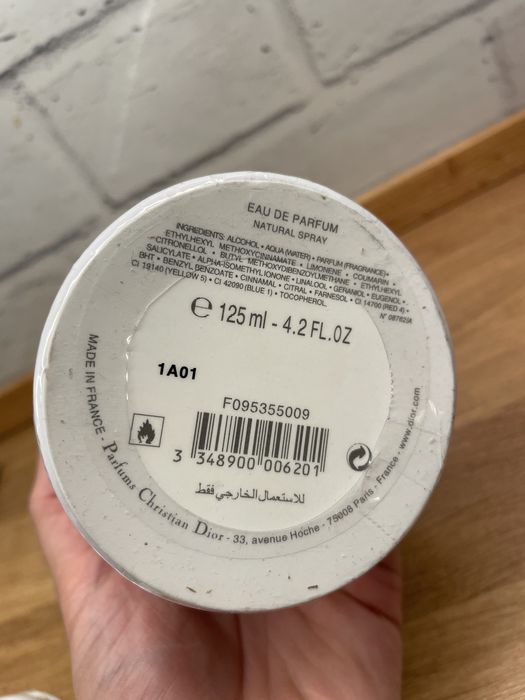 EAU DE PARFUM
NATURAL SPRAY
INGREDIENTS: ALCOHOL • AQUA (WATER) • PARFUM (FRAGRANCE) •
ETHYLHEXYL METHOXYCINNAMATE • LIMONENE • COUMARIN •
CITRONELLOL • BUTYL METHOXYDIBENZOYLMETHANE • ETHYLHEXYL
SALICYLATE • ALPHA-ISOMETHYL IONONE • LINALOOL • GERANIOL • EUGENOL •
BHT • BENZYL BENZOATE • CINNAMAL • CITRAL • FARNESOL • CI 14700 (RED 4) •
CI 19140 (YELLOW 5) • CI 42090 (BLUE 1) • TOCOPHEROL.
N° 08762/A
e 125 ml - 4.2 FL.OZ
1A01
F095355009
3 348900 006201
للاستعمال الخارجي فقط
MADE IN FRANCE - Parfums Christian Dior - 33, avenue Hoche - 75008 Paris - France - www.dior.com